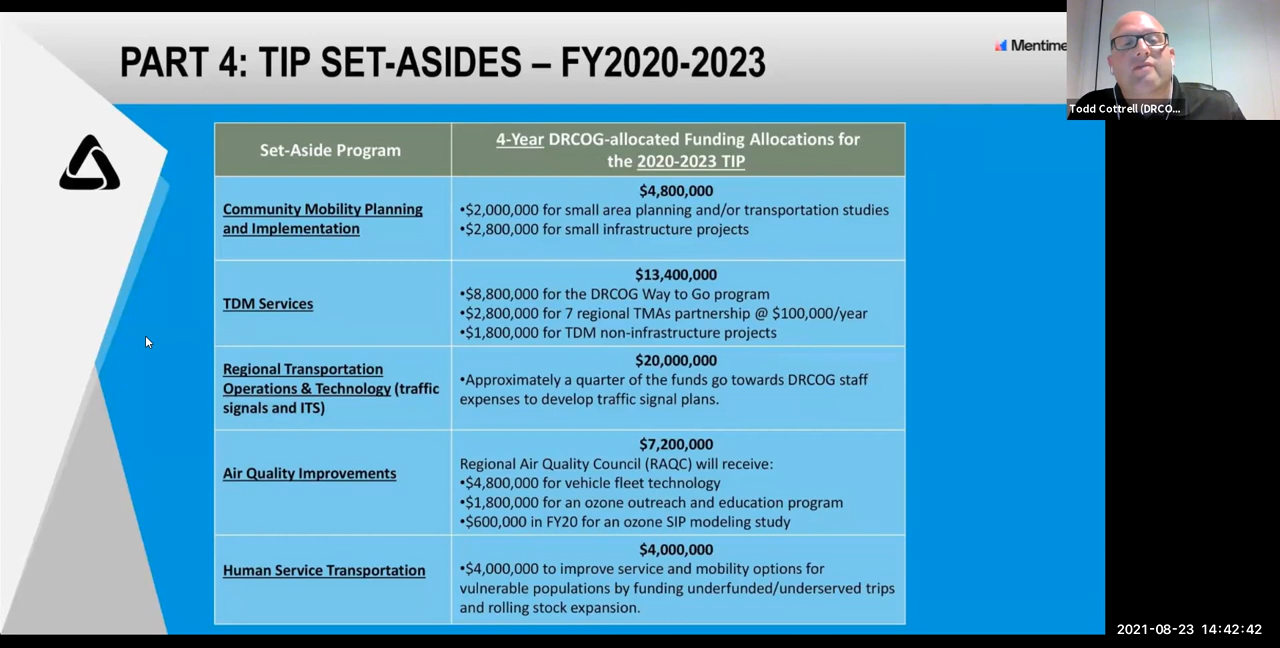 PART 4: TIP SET-ASIDES – FY2020-2023
Mentime
Todd Cottrell (DRCO...
Set-Aside Program
4-Year DRCOG-allocated Funding Allocations for
the 2020-2023 TIP
Community Mobility Planning
and Implementation
$4,800,000
•$2,000,000 for small area planning and/or transportation studies
•$2,800,000 for small infrastructure projects
TDM Services
$13,400,000
•$8,800,000 for the DRCOG Way to Go program
•$2,800,000 for 7 regional TMAs partnership @ $100,000/year
•$1,800,000 for TDM non-infrastructure projects
Regional Transportation
Operations & Technology (traffic
signals and ITS)
$20,000,000
•Approximately a quarter of the funds go towards DRCOG staff
expenses to develop traffic signal plans.
Air Quality Improvements
$7,200,000
Regional Air Quality Council (RAQC) will receive:
•$4,800,000 for vehicle fleet technology
•$1,800,000 for an ozone outreach and education program
•$600,000 in FY20 for an ozone SIP modeling study
Human Service Transportation
$4,000,000
•$4,000,000 to improve service and mobility options for
vulnerable populations by funding underfunded/underserved trips
and rolling stock expansion.
2021-08-23 14:42:42